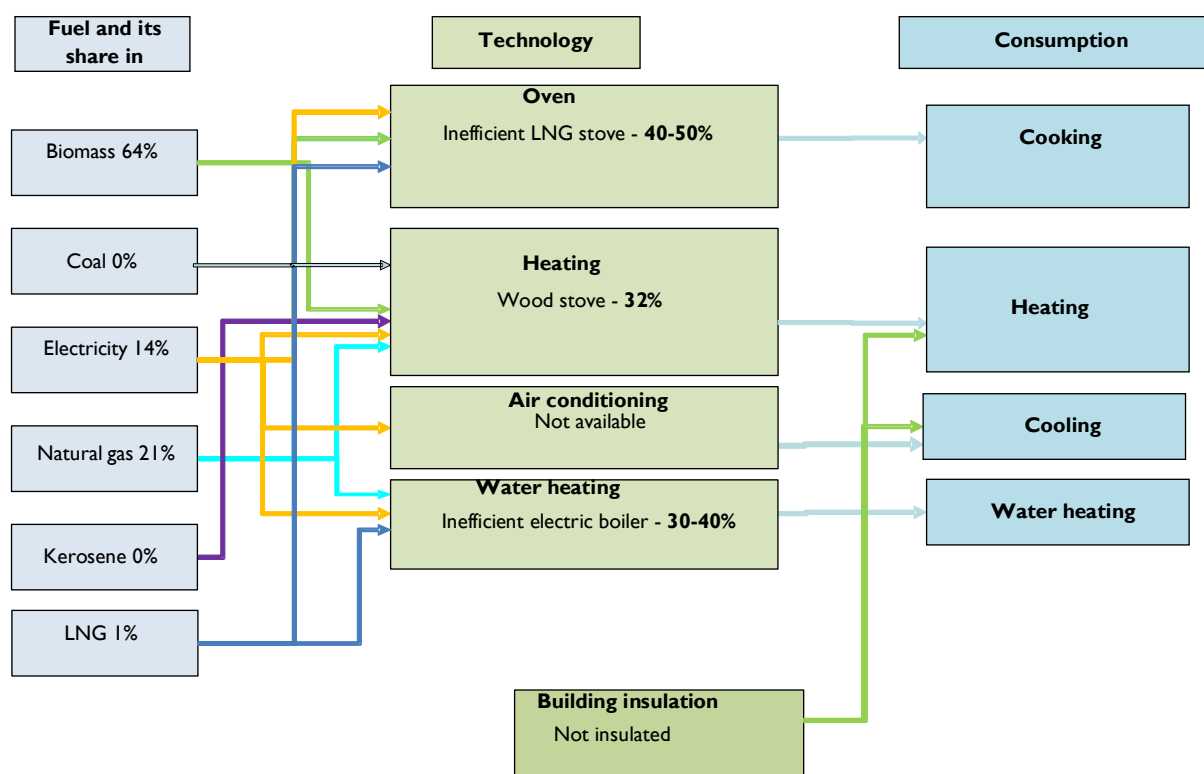 Fuel and its
share in
Technology
Consumption
Biomass 64%
Coal 0%
Electricity 14%
Natural gas 21%
Kerosene 0%
LNG 1%
Oven
Inefficient LNG stove - 40-50%
Heating
Wood stove - 32%
Air conditioning
Not available
Water heating
Inefficient electric boiler - 30-40%
Building insulation
Not insulated
Cooking
Heating
Cooling
Water heating